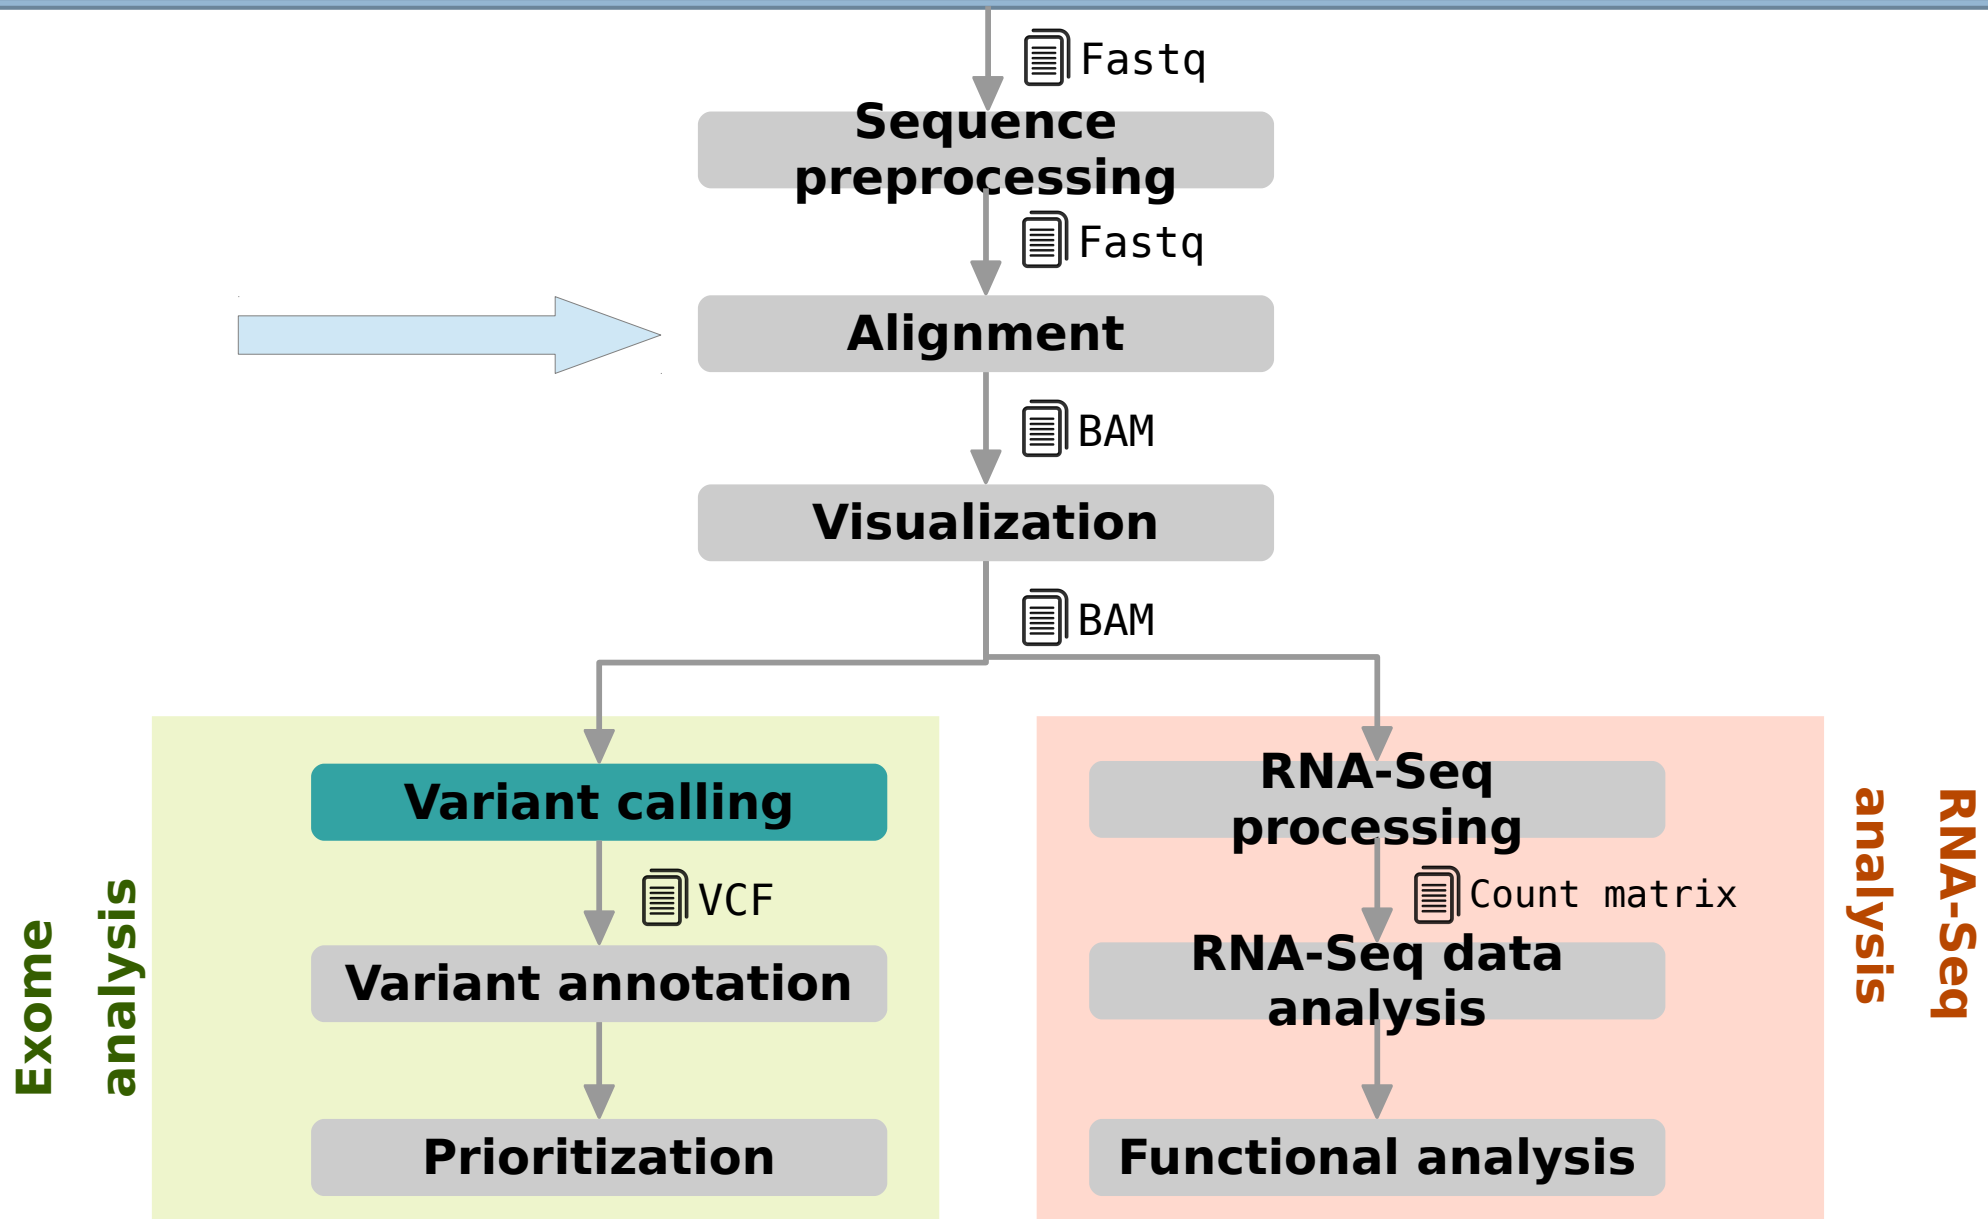 Fastq
Sequence
preprocessing
Fastq
Alignment
BAM
Visualization
BAM
Exome
analysis
Variant calling
VCF
Variant annotation
Prioritization
RNA-Seq
processing
Count matrix
RNA-Seq data
analysis
Functional analysis
RNA-Seq
analysis